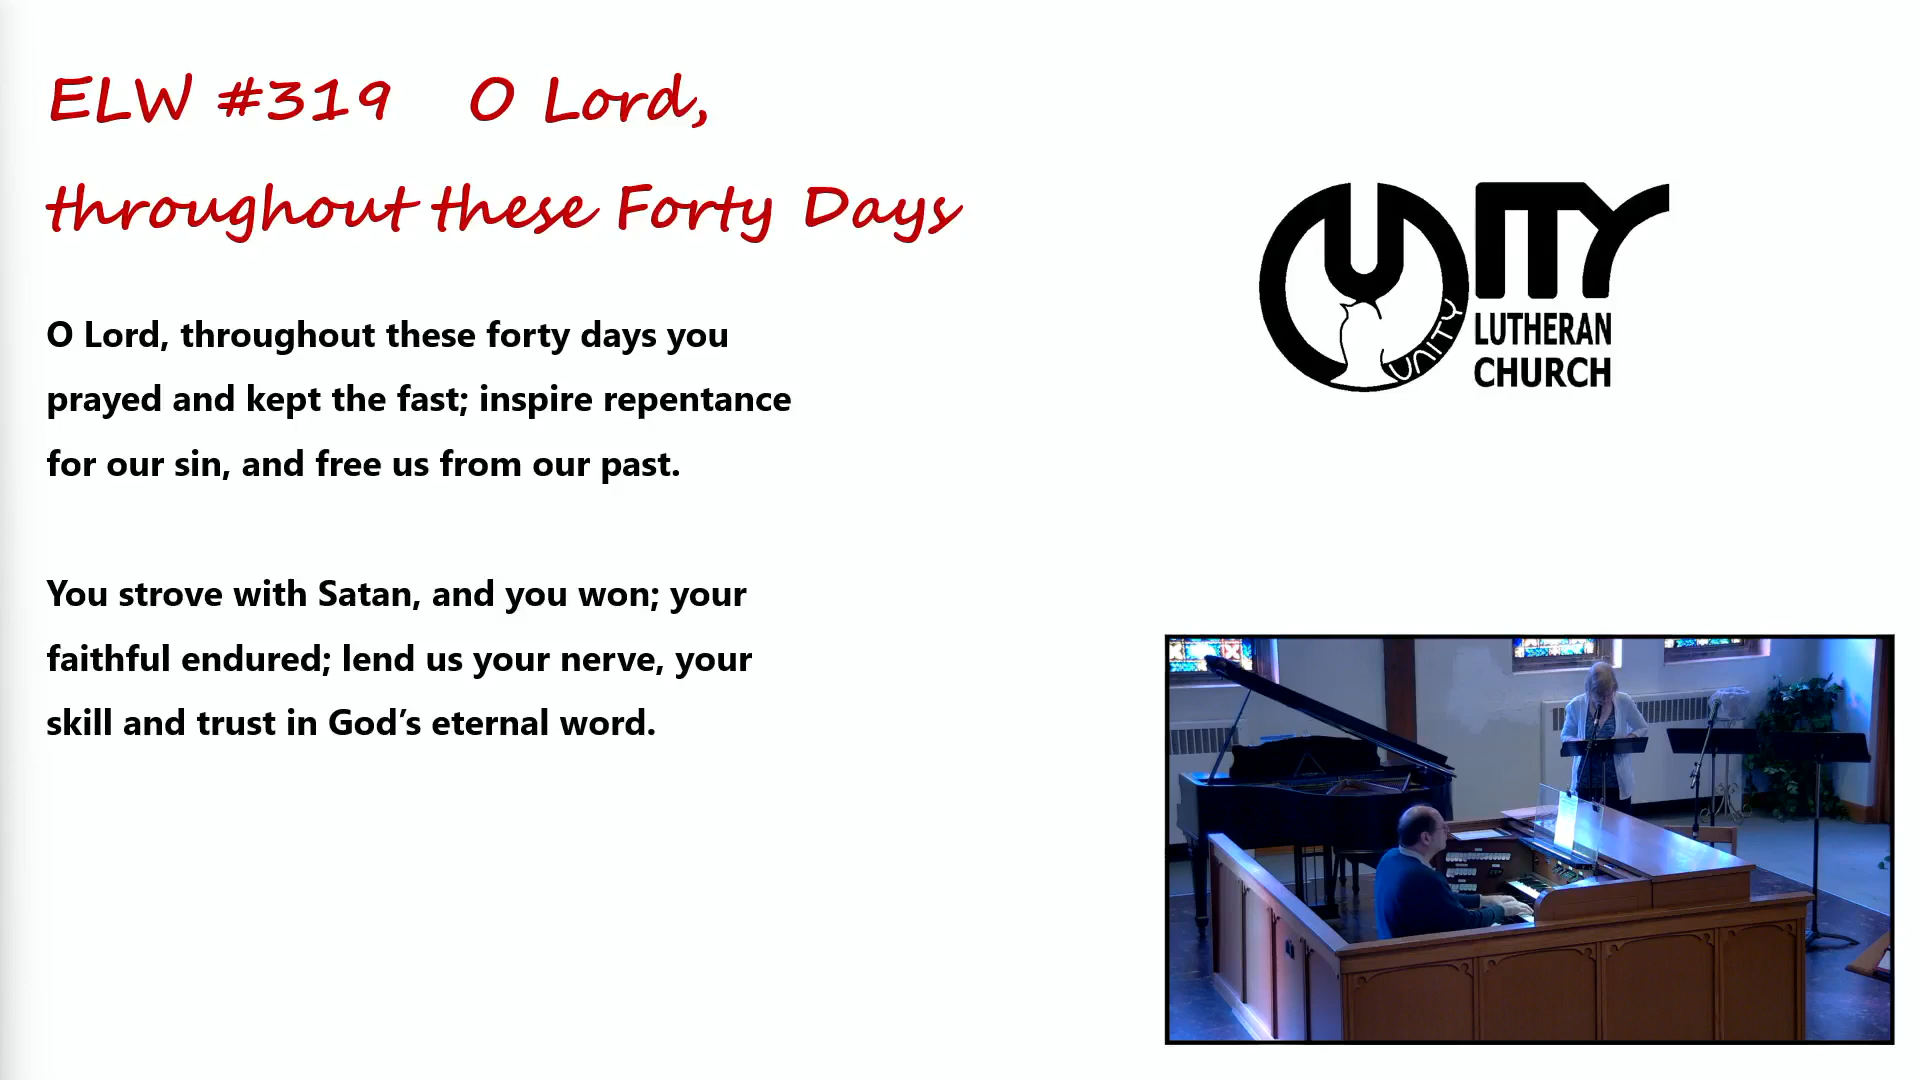 ELW #319 O Lord,
throughout these Forty Days
O Lord, throughout these forty days you
prayed and kept the fast; inspire repentance
for our sin, and free us from our past.
You strove with Satan, and you won; your
faithful endured; lend us your nerve, your
skill and trust in God’s eternal word.
UNITY
LUTHERAN
CHURCH
UNITY